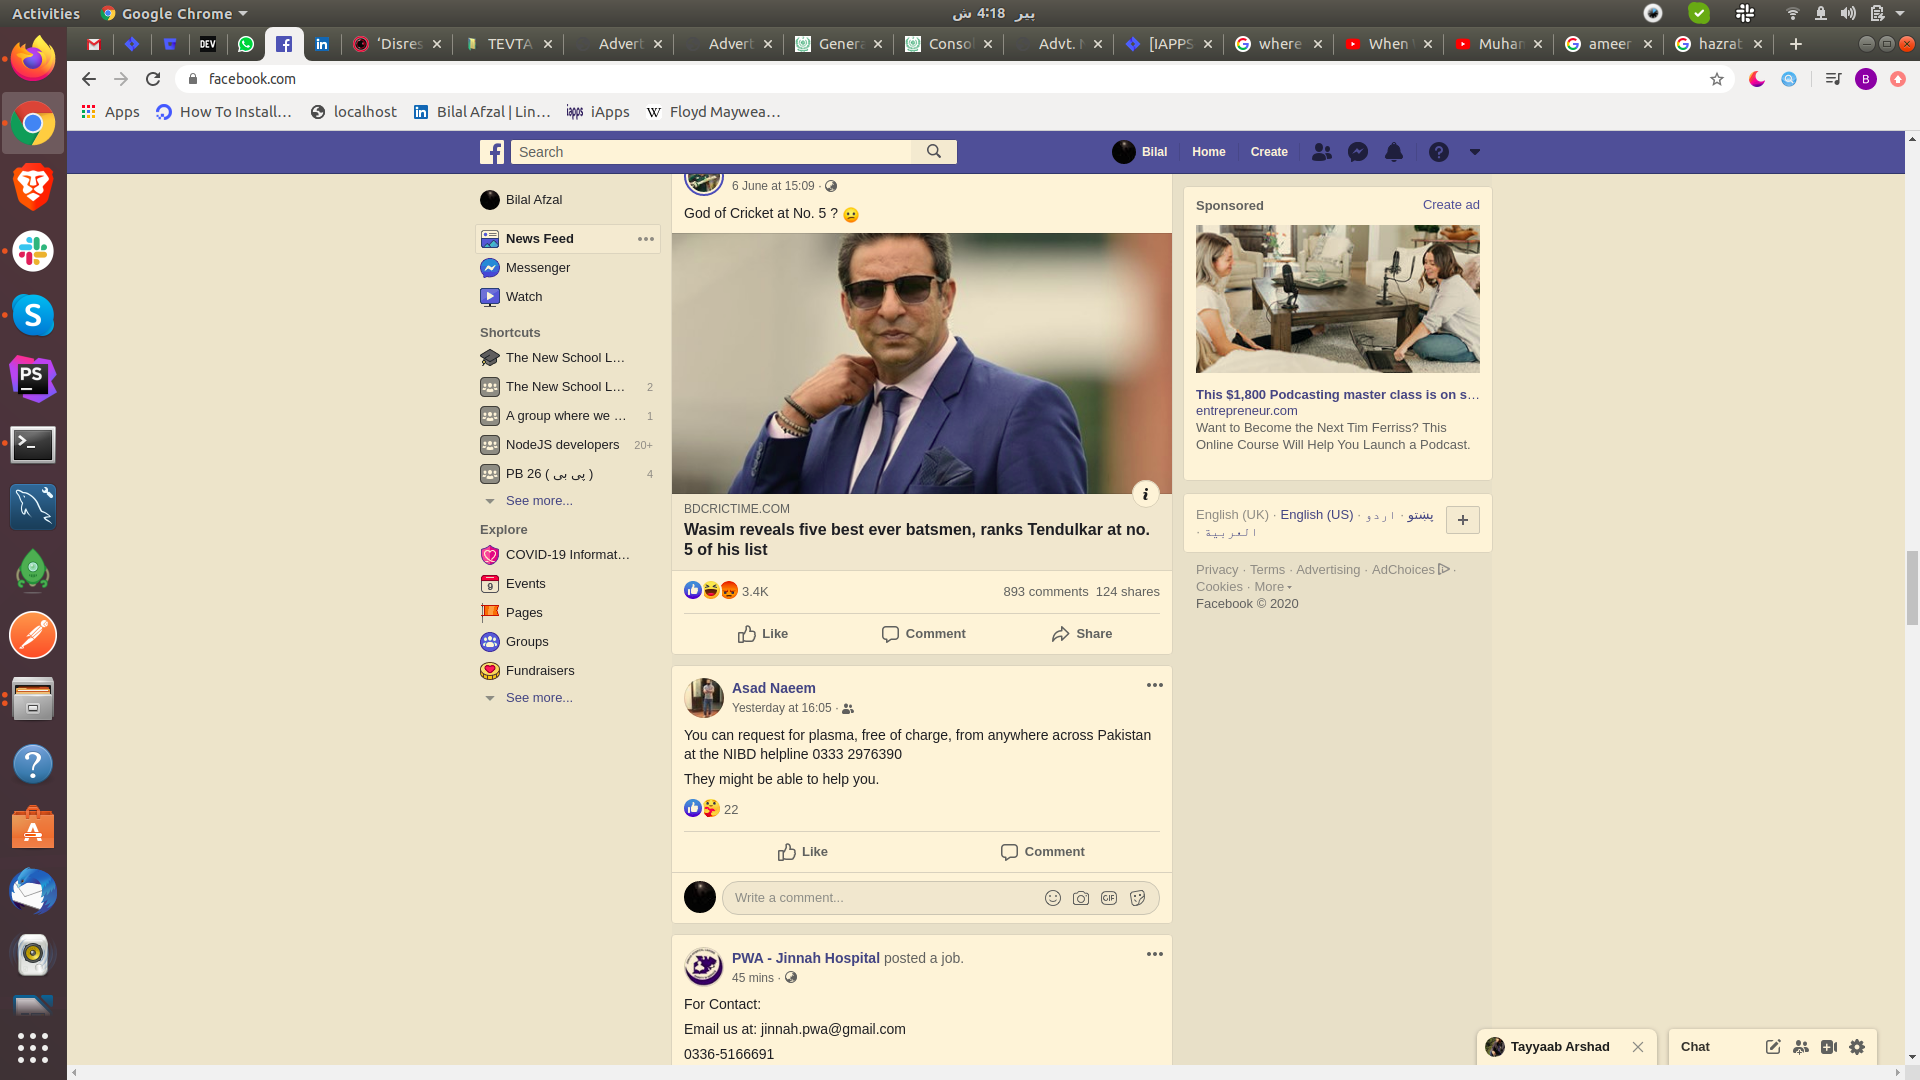 Activities
Google Chrome
پیر 4:18 ش
DEV
'Disres
TEVTA
Advert
Advert
Genera
Consol
Advt. N
[IAPPS
where
When
Muham
ameer
hazrat
facebook.com
B
Apps
How To Install...
localhost
Bilal Afzal | Lin...
iApps
Floyd Maywea...
Search
Bilal
Home
Create
Bilal Afzal
News Feed
Messenger
Watch
Shortcuts
The New School L...
The New School L... 2
A group where we ... 1
NodeJS developers 20+
PB 26 ( پی بی ) 4
See more...
Explore
COVID-19 Informat...
Events
Pages
Groups
Fundraisers
See more...
6 June at 15:09 ·
God of Cricket at No. 5 ?
BDCRICTIME.COM
Wasim reveals five best ever batsmen, ranks Tendulkar at no.
5 of his list
3.4K
893 comments 124 shares
Like
Comment
Share
Asad Naeem
Yesterday at 16:05 ·
You can request for plasma, free of charge, from anywhere across Pakistan
at the NIBD helpline 0333 2976390
They might be able to help you.
22
Like
Comment
Write a comment...
GIF
PWA - Jinnah Hospital posted a job.
45 mins ·
For Contact:
Email us at: jinnah.pwa@gmail.com
0336-5166691
Sponsored
Create ad
This $1,800 Podcasting master class is on s...
entrepreneur.com
Want to Become the Next Tim Ferriss? This
Online Course Will Help You Launch a Podcast.
English (UK) · English (US) · اردو · پښتو
· العربية
Privacy · Terms · Advertising · AdChoices ·
Cookies · More
Facebook © 2020
Tayyaab Arshad
Chat
PS